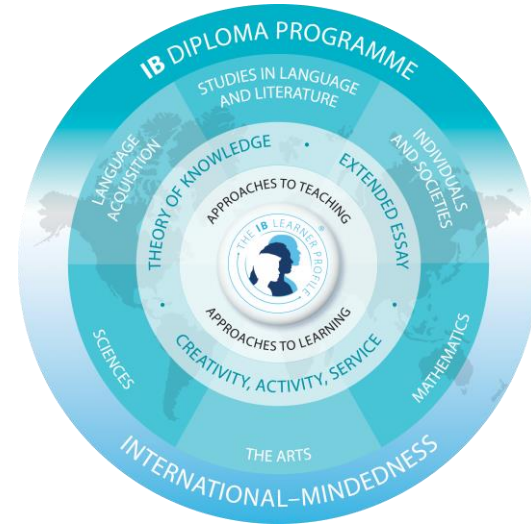 IB DIPLOMA PROGRAMME
STUDIES IN LANGUAGE
AND LITERATURE
LANGUAGE
ACQUISITION
INDIVIDUALS
AND SOCIETIES
THEORY OF KNOWLEDGE
EXTENDED ESSAY
APPROACHES TO TEACHING
THE IB LEARNER PROFILE
APPROACHES TO LEARNING
CREATIVITY, ACTIVITY, SERVICE
SCIENCES
MATHEMATICS
THE ARTS
INTERNATIONAL–MINDEDNESS